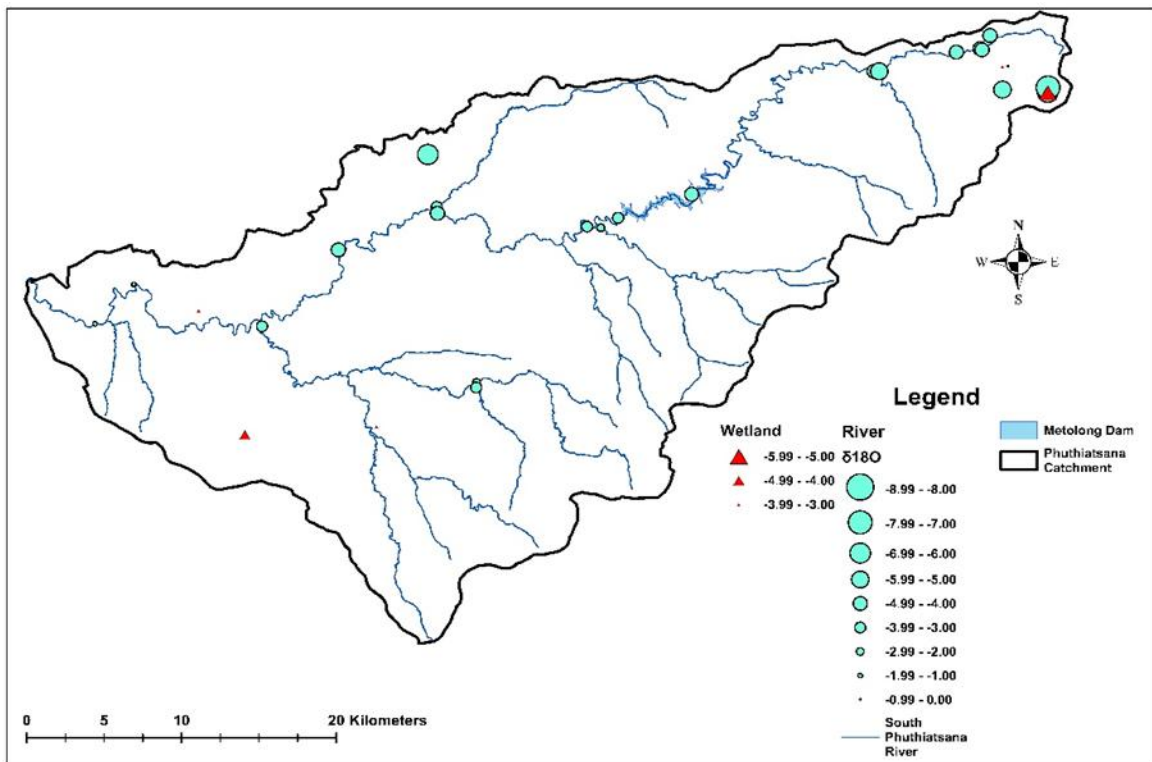 N
W E
S
Legend
Wetland
-5.99 - -5.00
-4.99 - -4.00
-3.99 - -3.00
River
δ18O
-8.99 - -8.00
-7.99 - -7.00
-6.99 - -6.00
-5.99 - -5.00
-4.99 - -4.00
-3.99 - -3.00
-2.99 - -2.00
-1.99 - -1.00
-0.99 - 0.00
South
Phuthiatsana
River
Metolong Dam
Phuthiatsana
Catchment
0 10 20 Kilometers